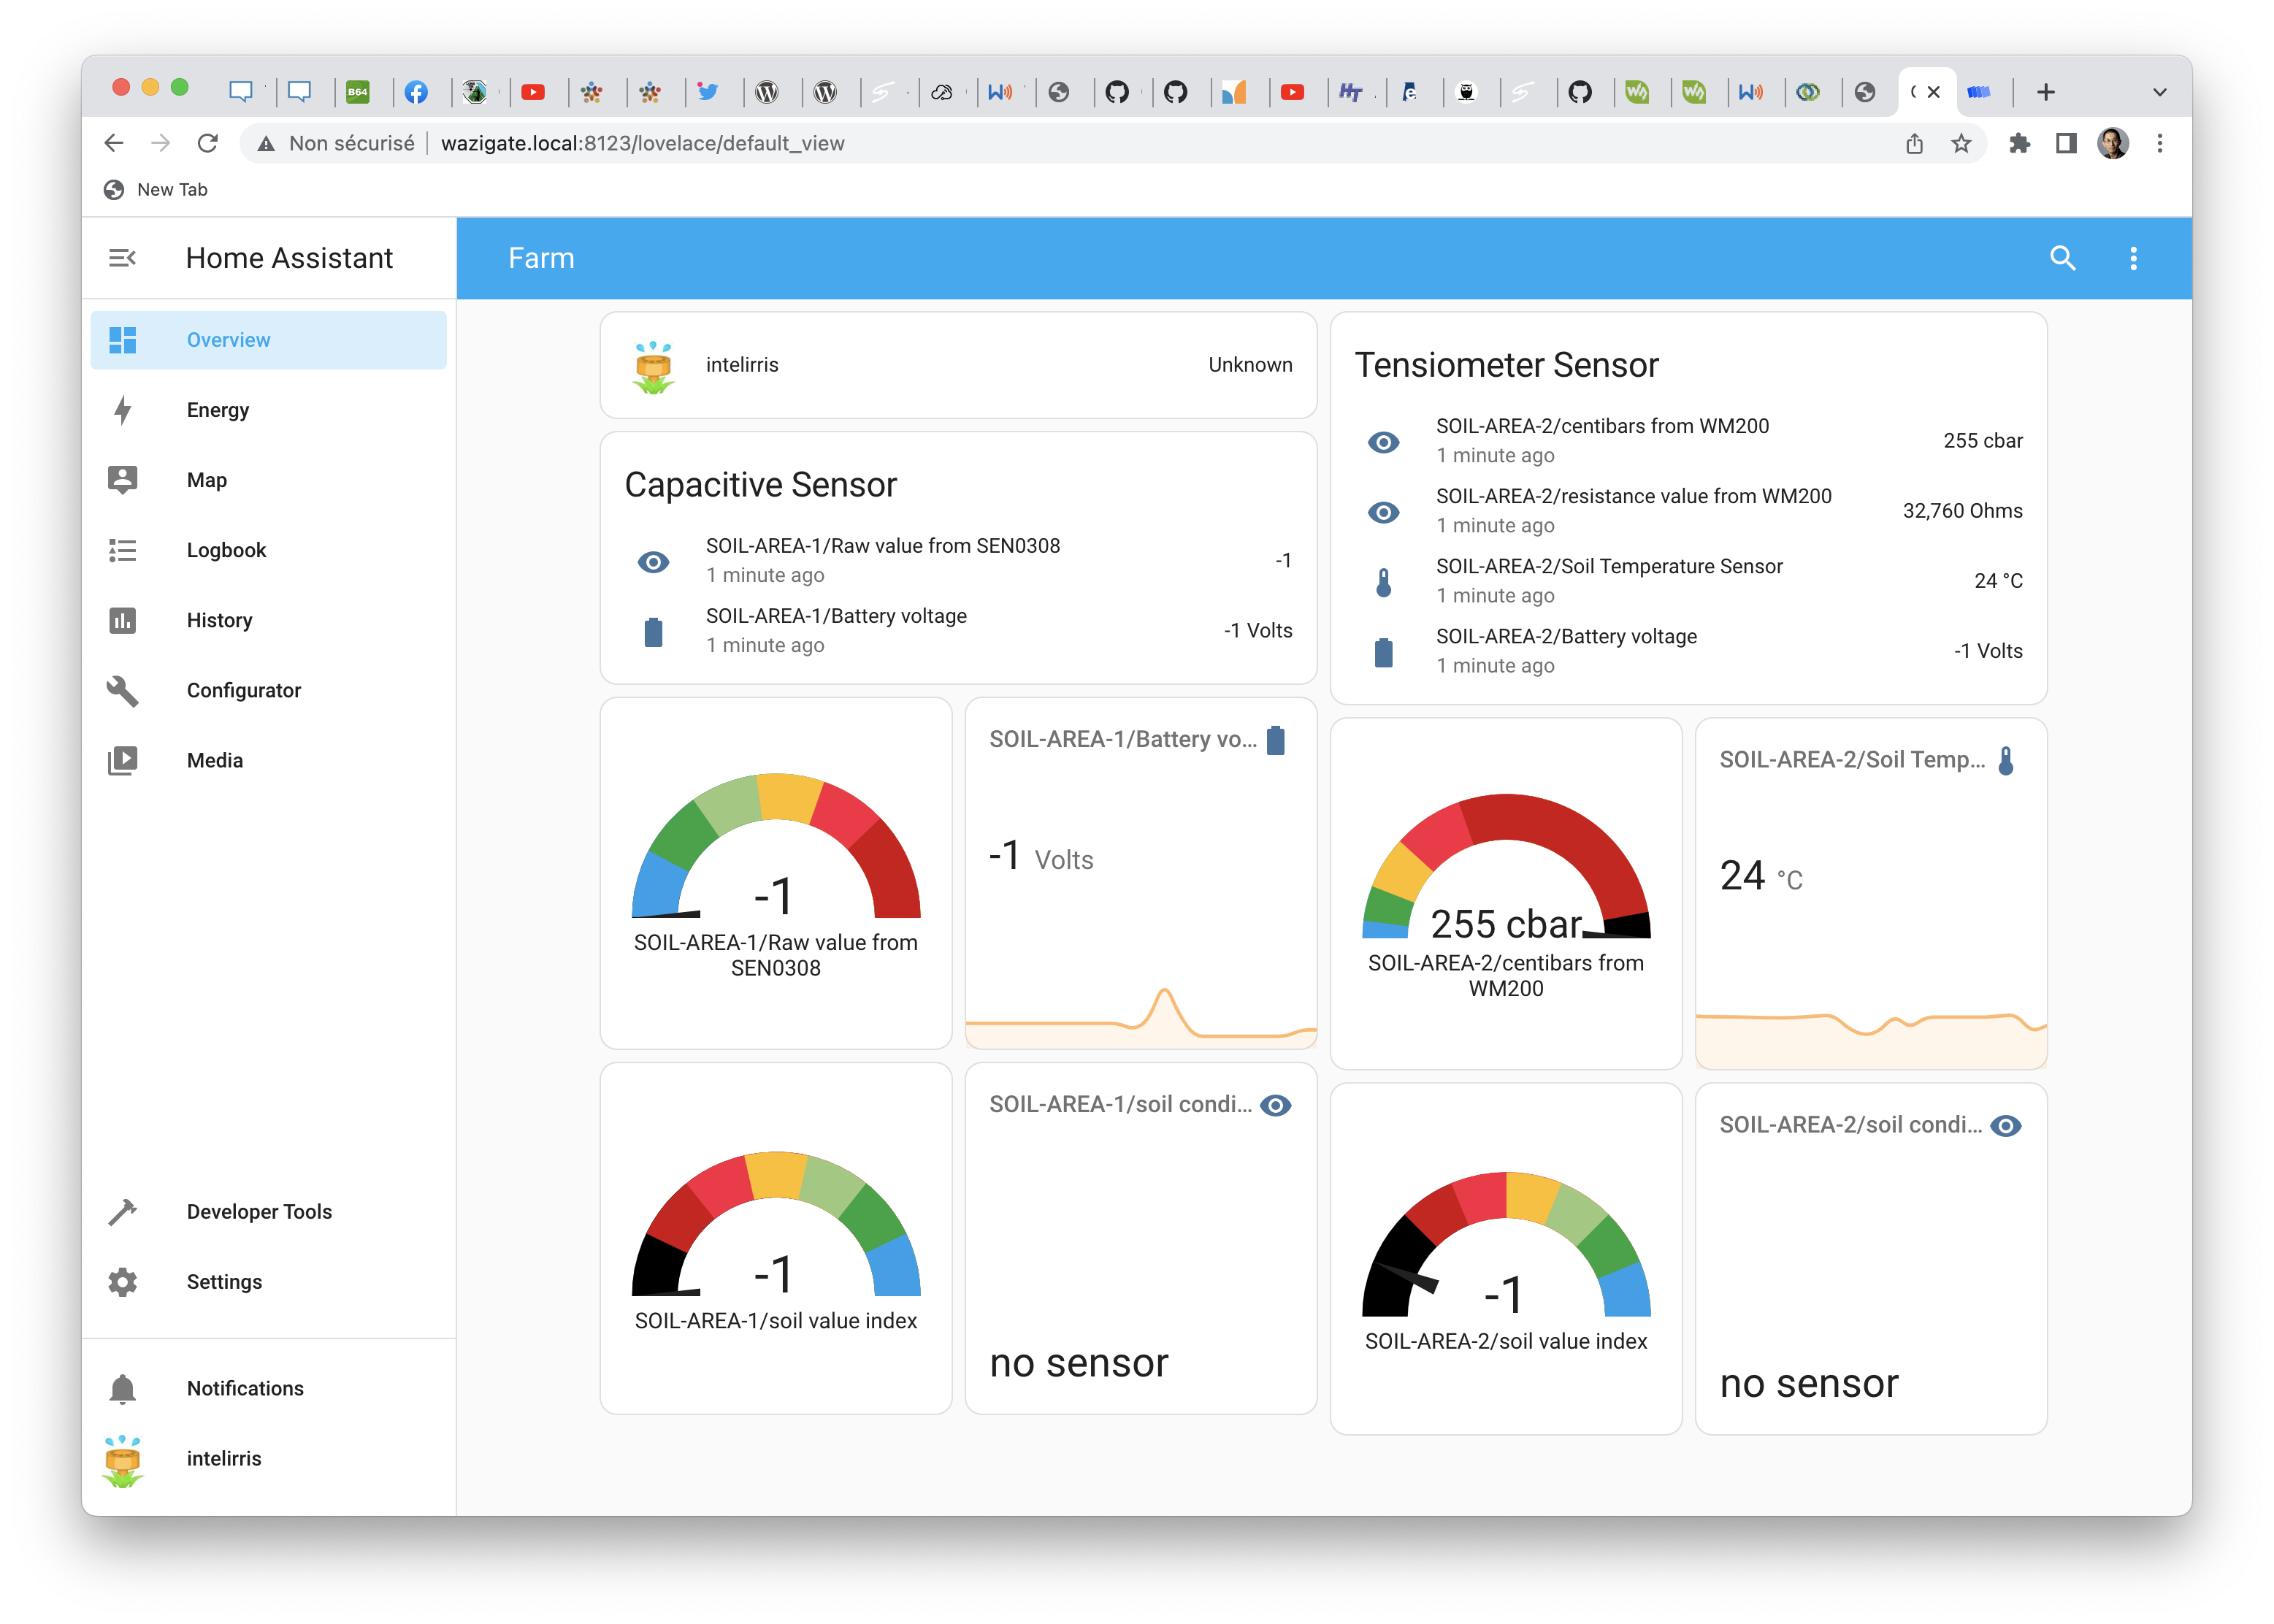 B64
Non sécurisé
wazigate.local:8123/lovelace/default_view
New Tab
Home Assistant
Farm
Overview
Energy
Map
Logbook
History
Configurator
Media
Developer Tools
Settings
Notifications
intelirris
intelirris
Unknown
Capacitive Sensor
SOIL-AREA-1/Raw value from SEN0308
1 minute ago
-1
SOIL-AREA-1/Battery voltage
1 minute ago
-1 Volts
-1
SOIL-AREA-1/Raw value from
SEN0308
SOIL-AREA-1/Battery vo...
-1 Volts
-1
SOIL-AREA-1/soil value index
SOIL-AREA-1/soil condi...
no sensor
Tensiometer Sensor
SOIL-AREA-2/centibars from WM200
1 minute ago
255 cbar
SOIL-AREA-2/resistance value from WM200
1 minute ago
32,760 Ohms
SOIL-AREA-2/Soil Temperature Sensor
1 minute ago
24 °C
SOIL-AREA-2/Battery voltage
1 minute ago
-1 Volts
255 cbar
SOIL-AREA-2/centibars from
WM200
SOIL-AREA-2/Soil Temp...
24 °C
-1
SOIL-AREA-2/soil value index
SOIL-AREA-2/soil condi...
no sensor